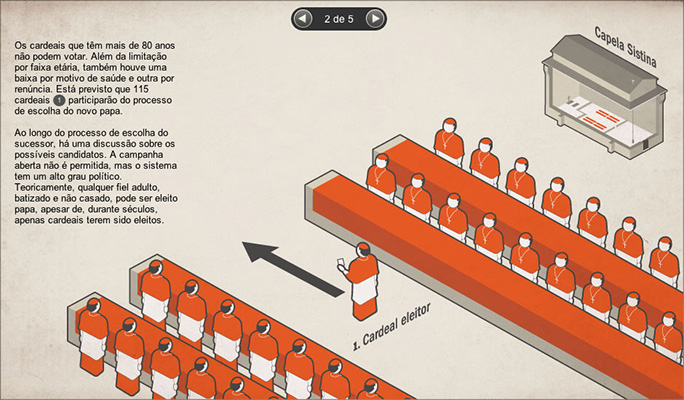 2 de 5
Capela Sistina
Os cardeais que têm mais de 80 anos
não podem votar. Além da limitação
por faixa etária, também houve uma
baixa por motivo de saúde e outra por
renúncia. Está previsto que 115
cardeais 1 participarão do processo
de escolha do novo papa.
Ao longo do processo de escolha do
sucessor, há uma discussão sobre os
possíveis candidatos. A campanha
aberta não é permitida, mas o sistema
tem um alto grau político.
Teoricamente, qualquer fiel adulto,
batizado e não casado, pode ser eleito
papa, apesar de, durante séculos,
apenas cardeais terem sido eleitos.
1. Cardeal eleitor